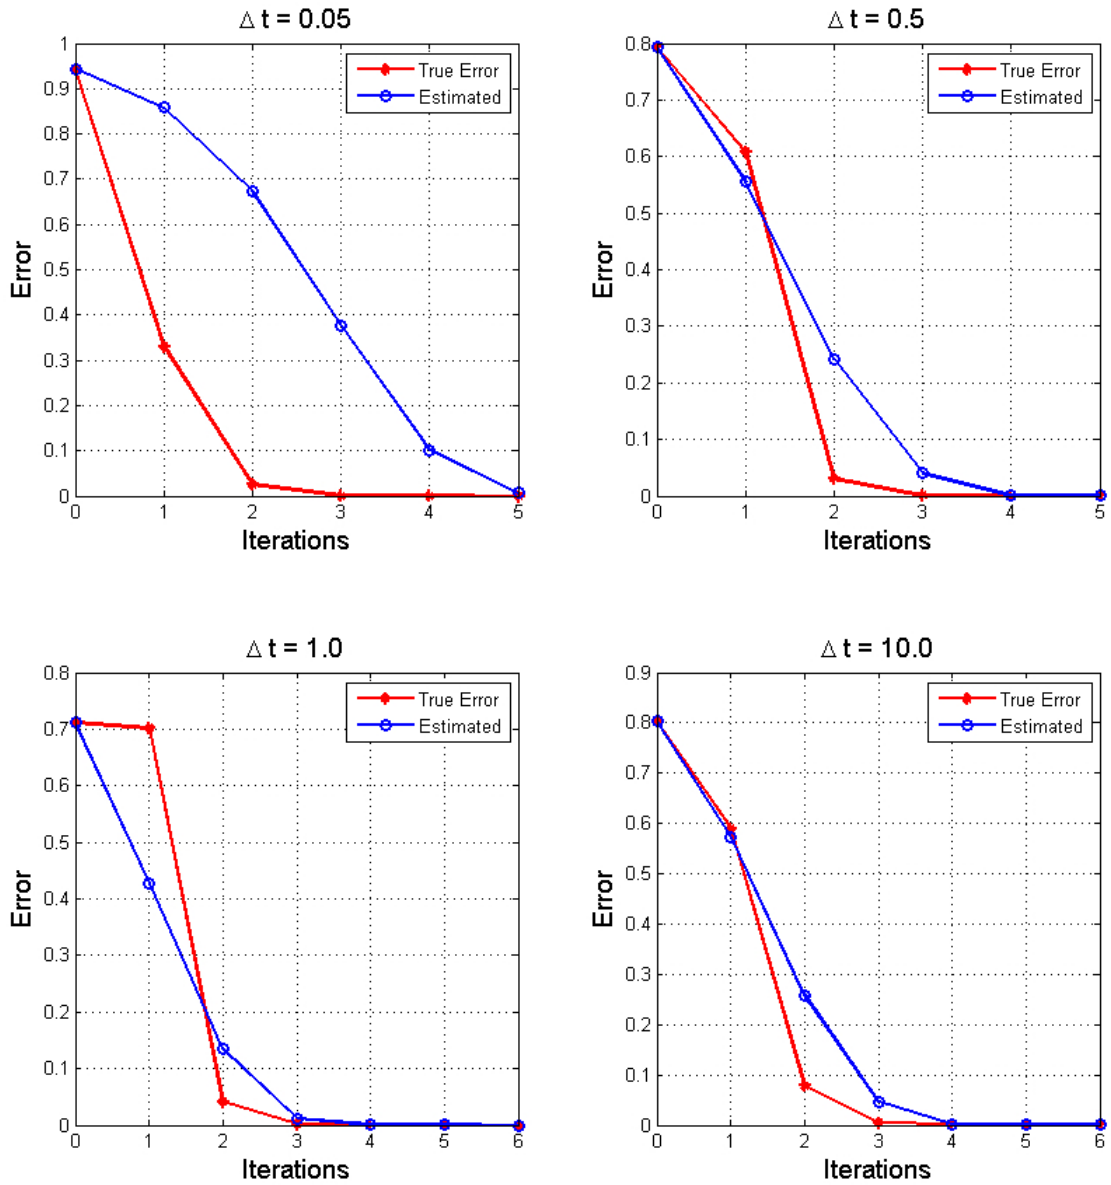 Δ t = 0.05
True Error
Estimated
Error
1
0.9
0.8
0.7
0.6
0.5
0.4
0.3
0.2
0.1
0
0 1 2 3 4 5
Iterations
Δ t = 0.5
True Error
Estimated
Error
0.8
0.7
0.6
0.5
0.4
0.3
0.2
0.1
0
0 1 2 3 4 5
Iterations
Δ t = 1.0
True Error
Estimated
Error
0.8
0.7
0.6
0.5
0.4
0.3
0.2
0.1
0
0 1 2 3 4 5 6
Iterations
Δ t = 10.0
True Error
Estimated
Error
0.9
0.8
0.7
0.6
0.5
0.4
0.3
0.2
0.1
0
0 1 2 3 4 5 6
Iterations